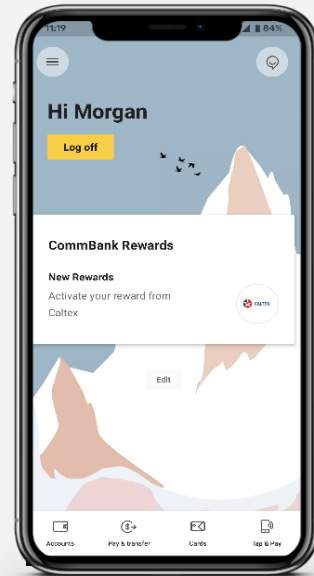 11:19
84%
Hi Morgan
Log off
CommBank Rewards
New Rewards
Activate your reward from
Caltex
CALTEX
Edit
Accounts
Pay & transfer
Cards
Tap & Pay